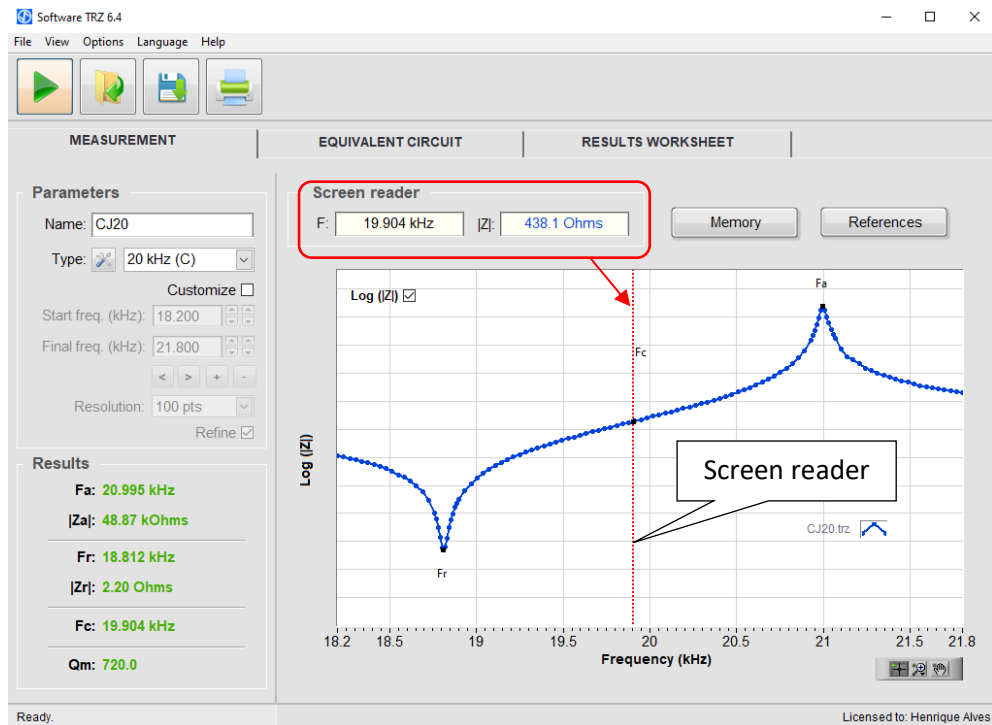 Software TRZ 6.4
File View Options Language Help
MEASUREMENT EQUIVALENT CIRCUIT RESULTS WORKSHEET
Parameters
Name: CJ20
Type: 20 kHz (C)
Customize
Start freq. (kHz): 18.200
Final freq. (kHz): 21.800
< > + -
Resolution: 100 pts
Refine
Results
Fa: 20.995 kHz
|Za|: 48.87 kOhms
Fr: 18.812 kHz
|Zr|: 2.20 Ohms
Fc: 19.904 kHz
Qm: 720.0
Screen reader
F: 19.904 kHz |Z|: 438.1 Ohms
Memory References
Log (|Z|)
Fa
Fc
Log (|Z|)
Screen reader
CJ20.trz
Fr
18.2 18.5 19 19.5 20 20.5 21 21.5 21.8
Frequency (kHz)
Ready. Licensed to: Henrique Alves